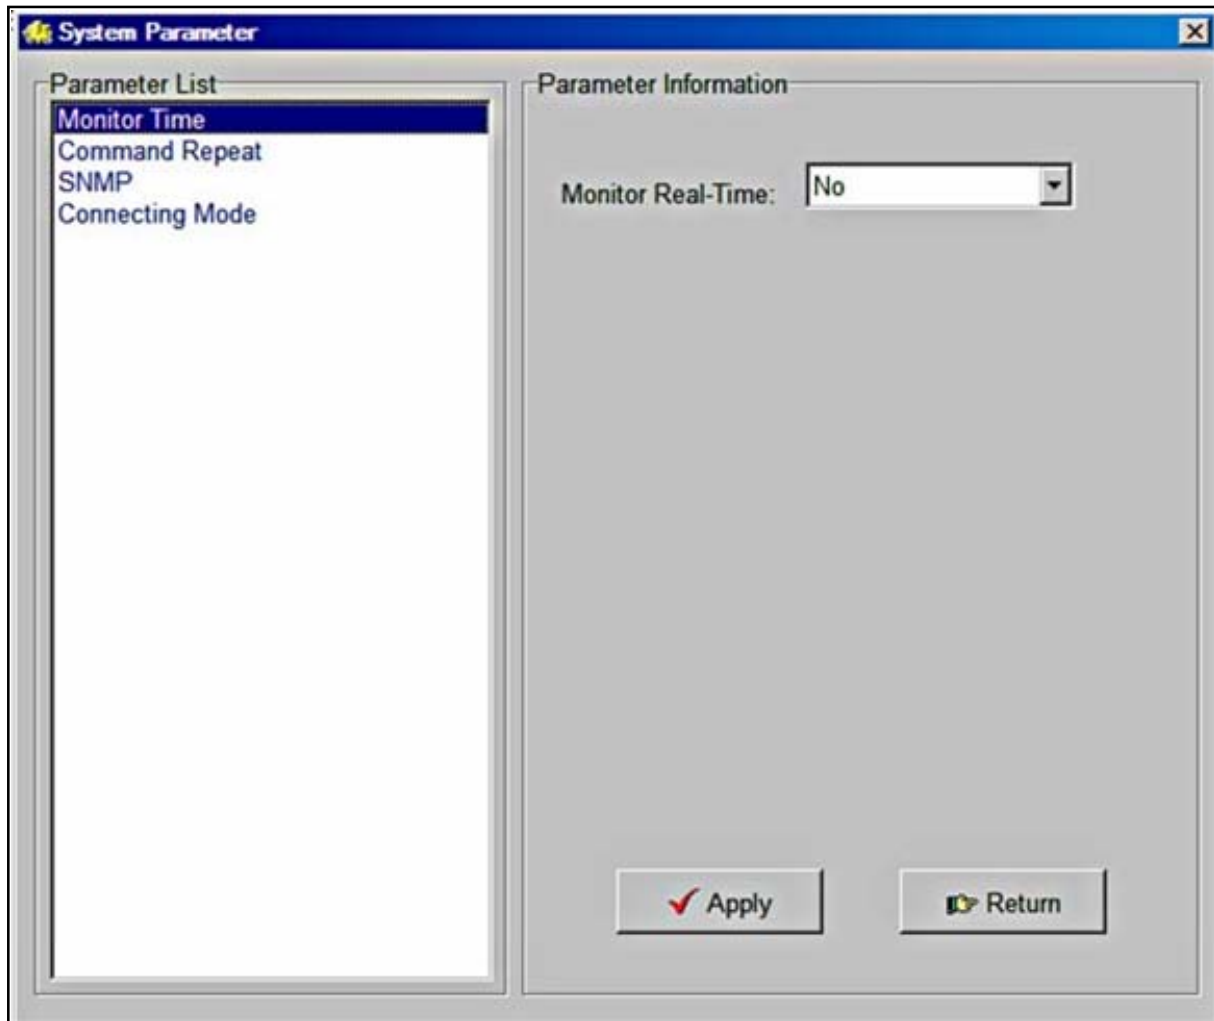 System Parameter
Parameter List
Monitor Time
Command Repeat
SNMP
Connecting Mode
Parameter Information
Monitor Real-Time: No
Apply
Return